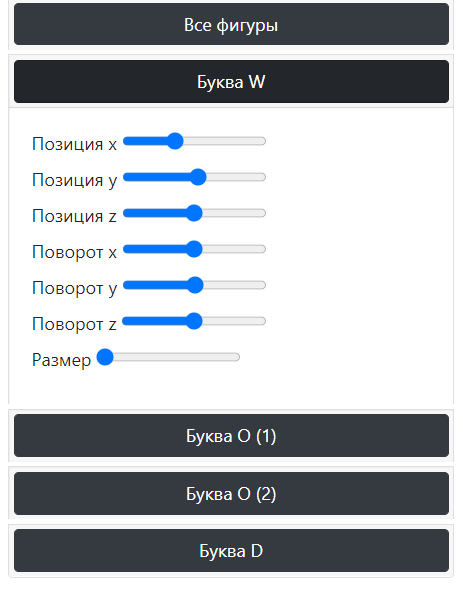 Все фигуры
Буква W
Позиция x
Позиция y
Позиция z
Поворот x
Поворот y
Поворот z
Размер
Буква O (1)
Буква O (2)
Буква D